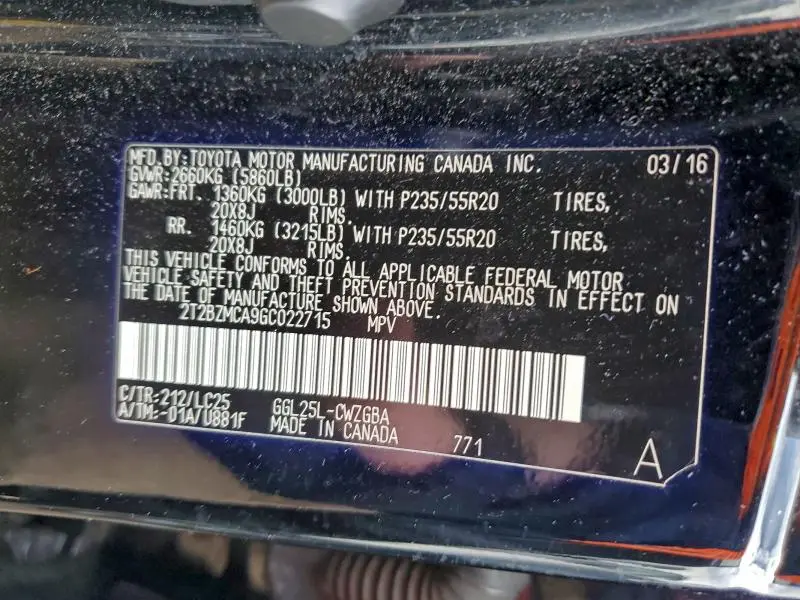 MFD.BY:TOYOTA MOTOR MANUFACTURING CANADA INC. 03/16
GVWR:2660KG (5860LB)
GAWR:FRT. 1360KG (3000LB) WITH P235/55R20 TIRES,
20X8J RIMS.
RR. 1460KG (3215LB) WITH P235/55R20 TIRES,
20X8J RIMS.
THIS VEHICLE CONFORMS TO ALL APPLICABLE FEDERAL MOTOR
VEHICLE SAFETY AND THEFT PREVENTION STANDARDS IN EFFECT ON
THE DATE OF MANUFACTURE SHOWN ABOVE.
2T2BZMCA9GC022715 MPV
C/TR:212/LC25 GGL25L-CWZGBA
A/TM:-01A/U881F MADE IN CANADA 771 A